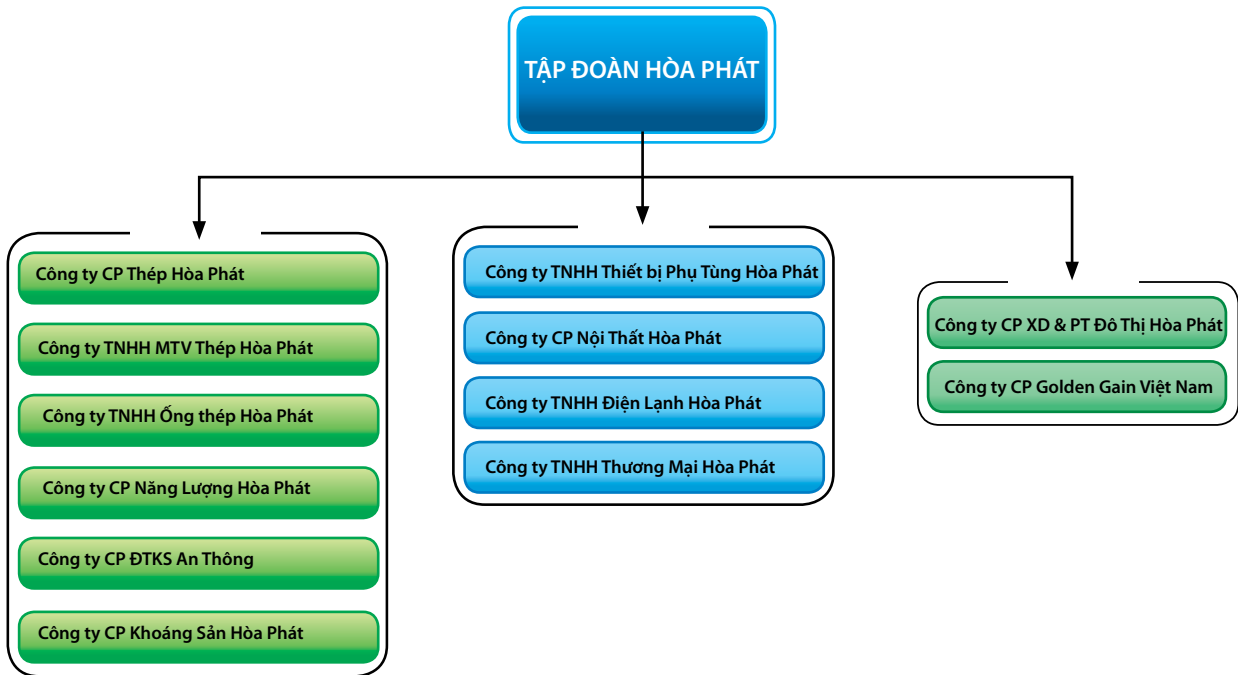 TẬP ĐOÀN HÒA PHÁT
Công ty CP Thép Hòa Phát
Công ty TNHH MTV Thép Hòa Phát
Công ty TNHH Ống thép Hòa Phát
Công ty CP Năng Lượng Hòa Phát
Công ty CP ĐTKS An Thông
Công ty CP Khoáng Sản Hòa Phát
Công ty TNHH Thiết bị Phụ Tùng Hòa Phát
Công ty CP Nội Thất Hòa Phát
Công ty TNHH Điện Lạnh Hòa Phát
Công ty TNHH Thương Mại Hòa Phát
Công ty CP XD & PT Đô Thị Hòa Phát
Công ty CP Golden Gain Việt Nam